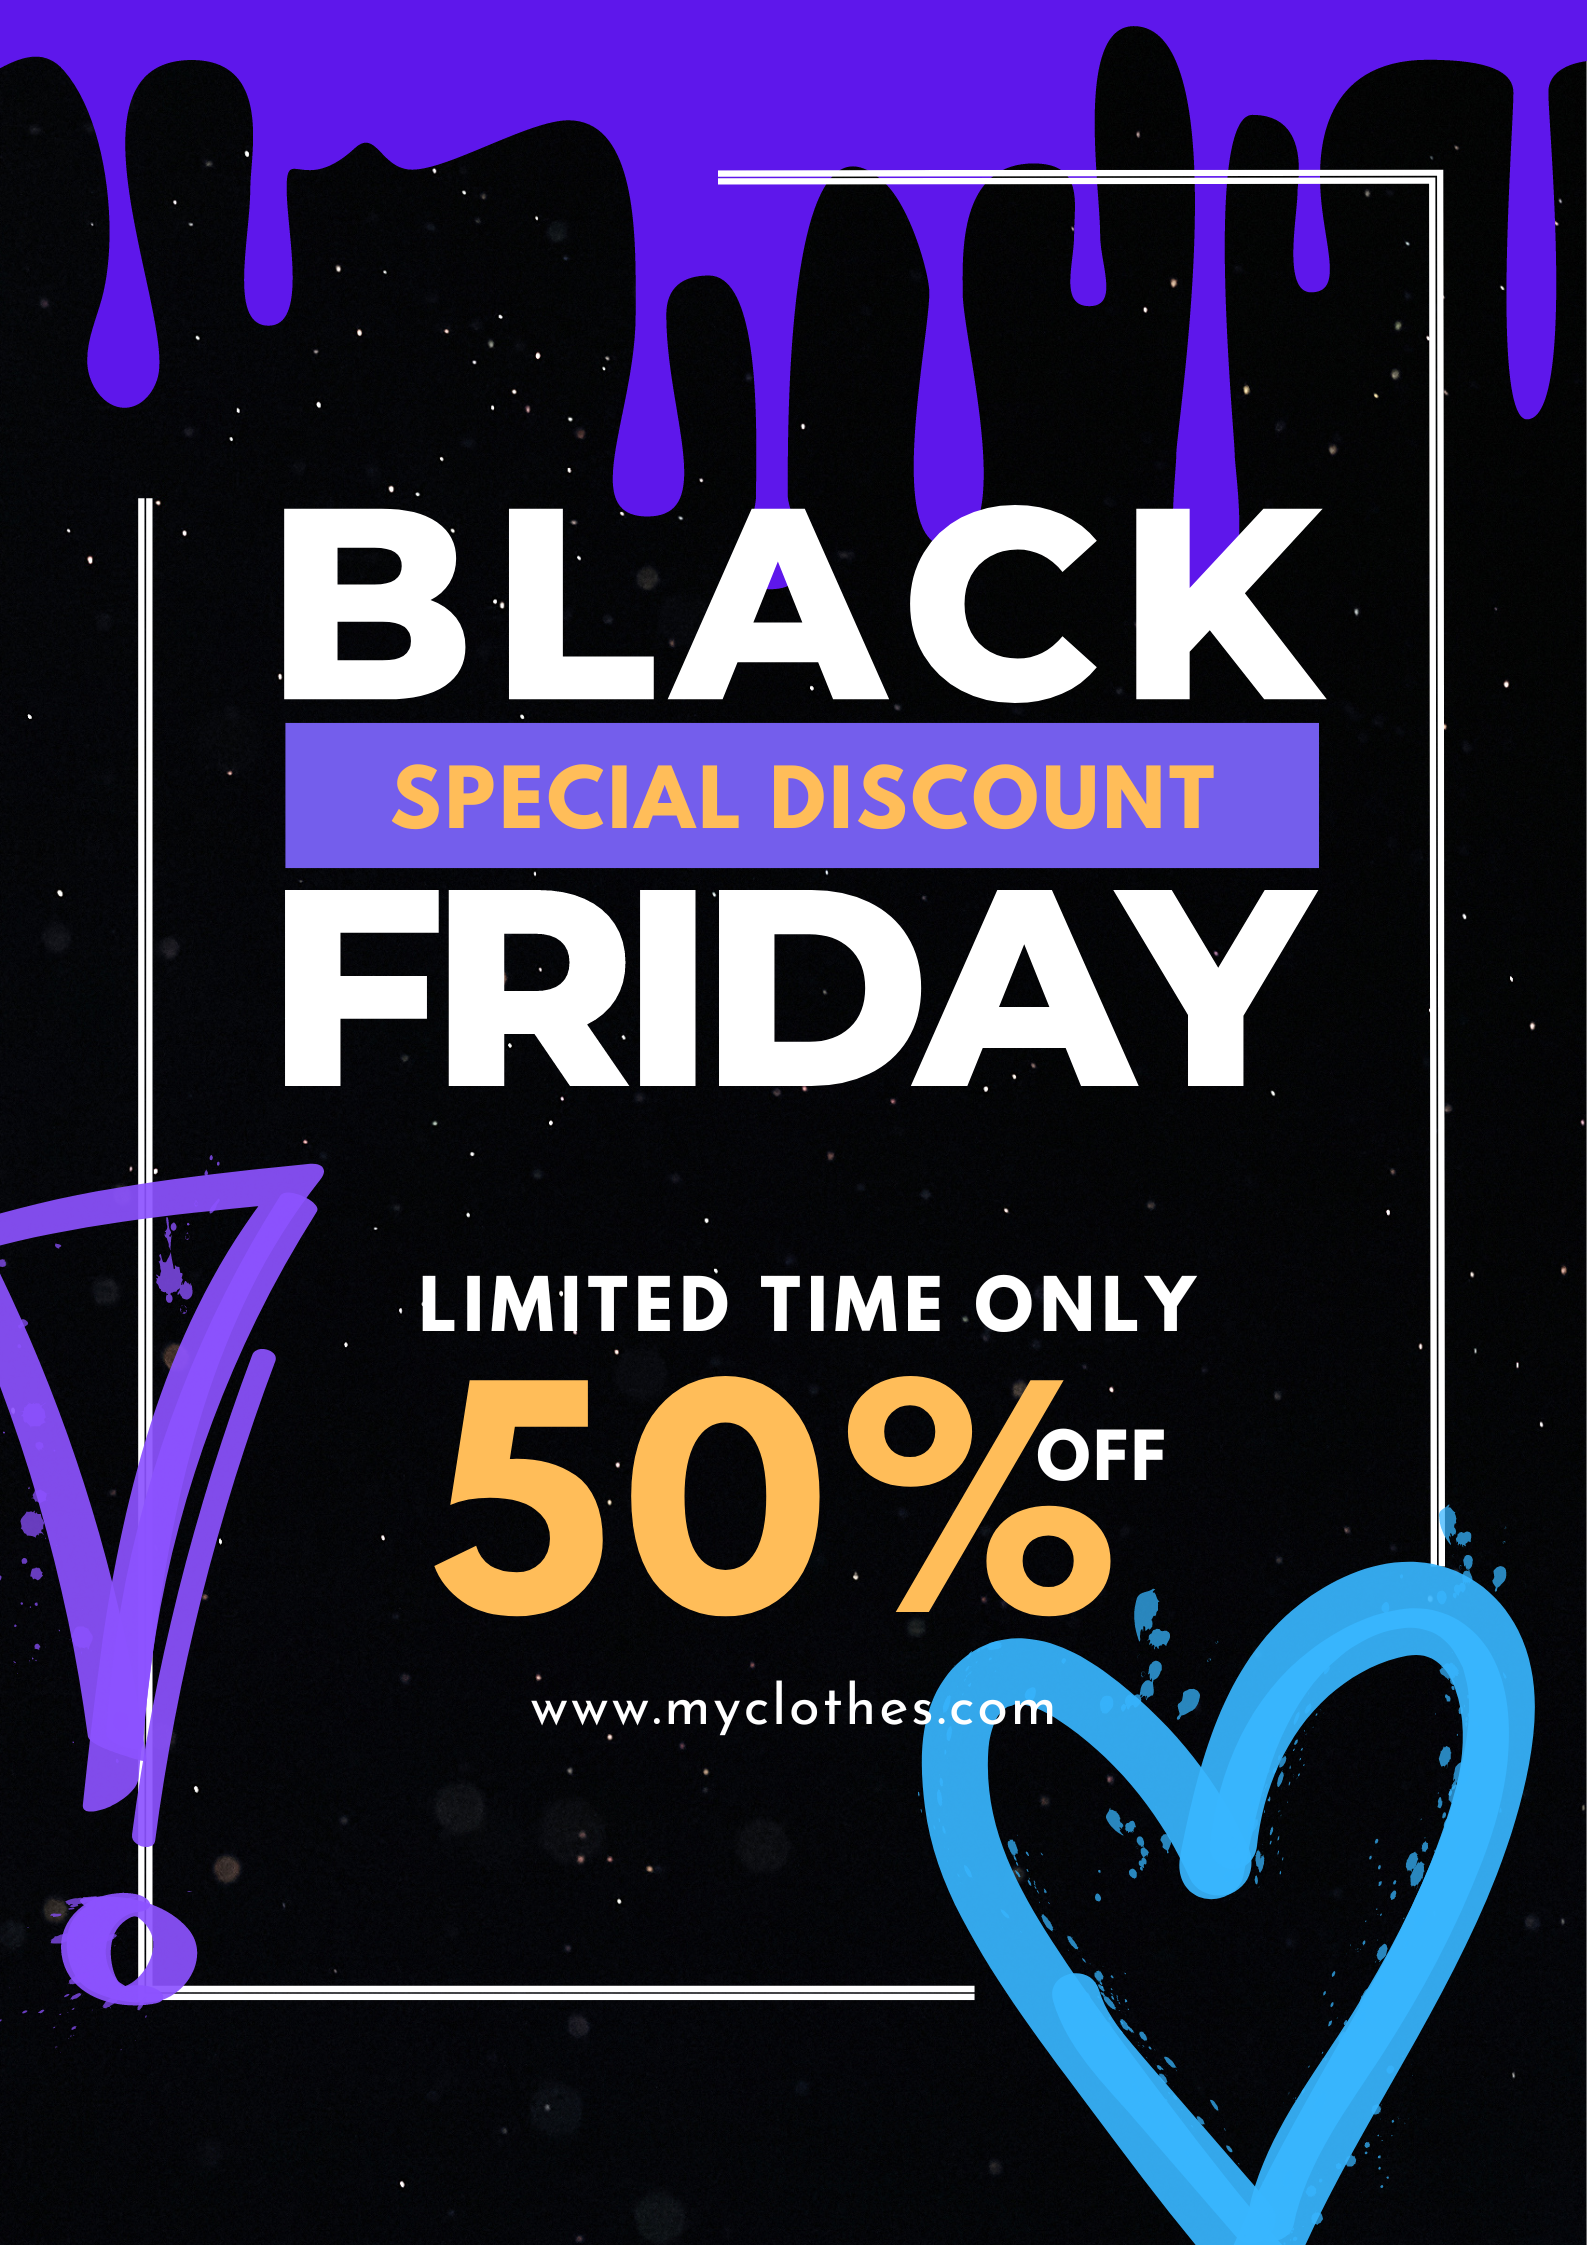 BLACK
SPECIAL DISCOUNT
FRIDAY
LIMITED TIME ONLY
50%
OFF
www.myclothes.com